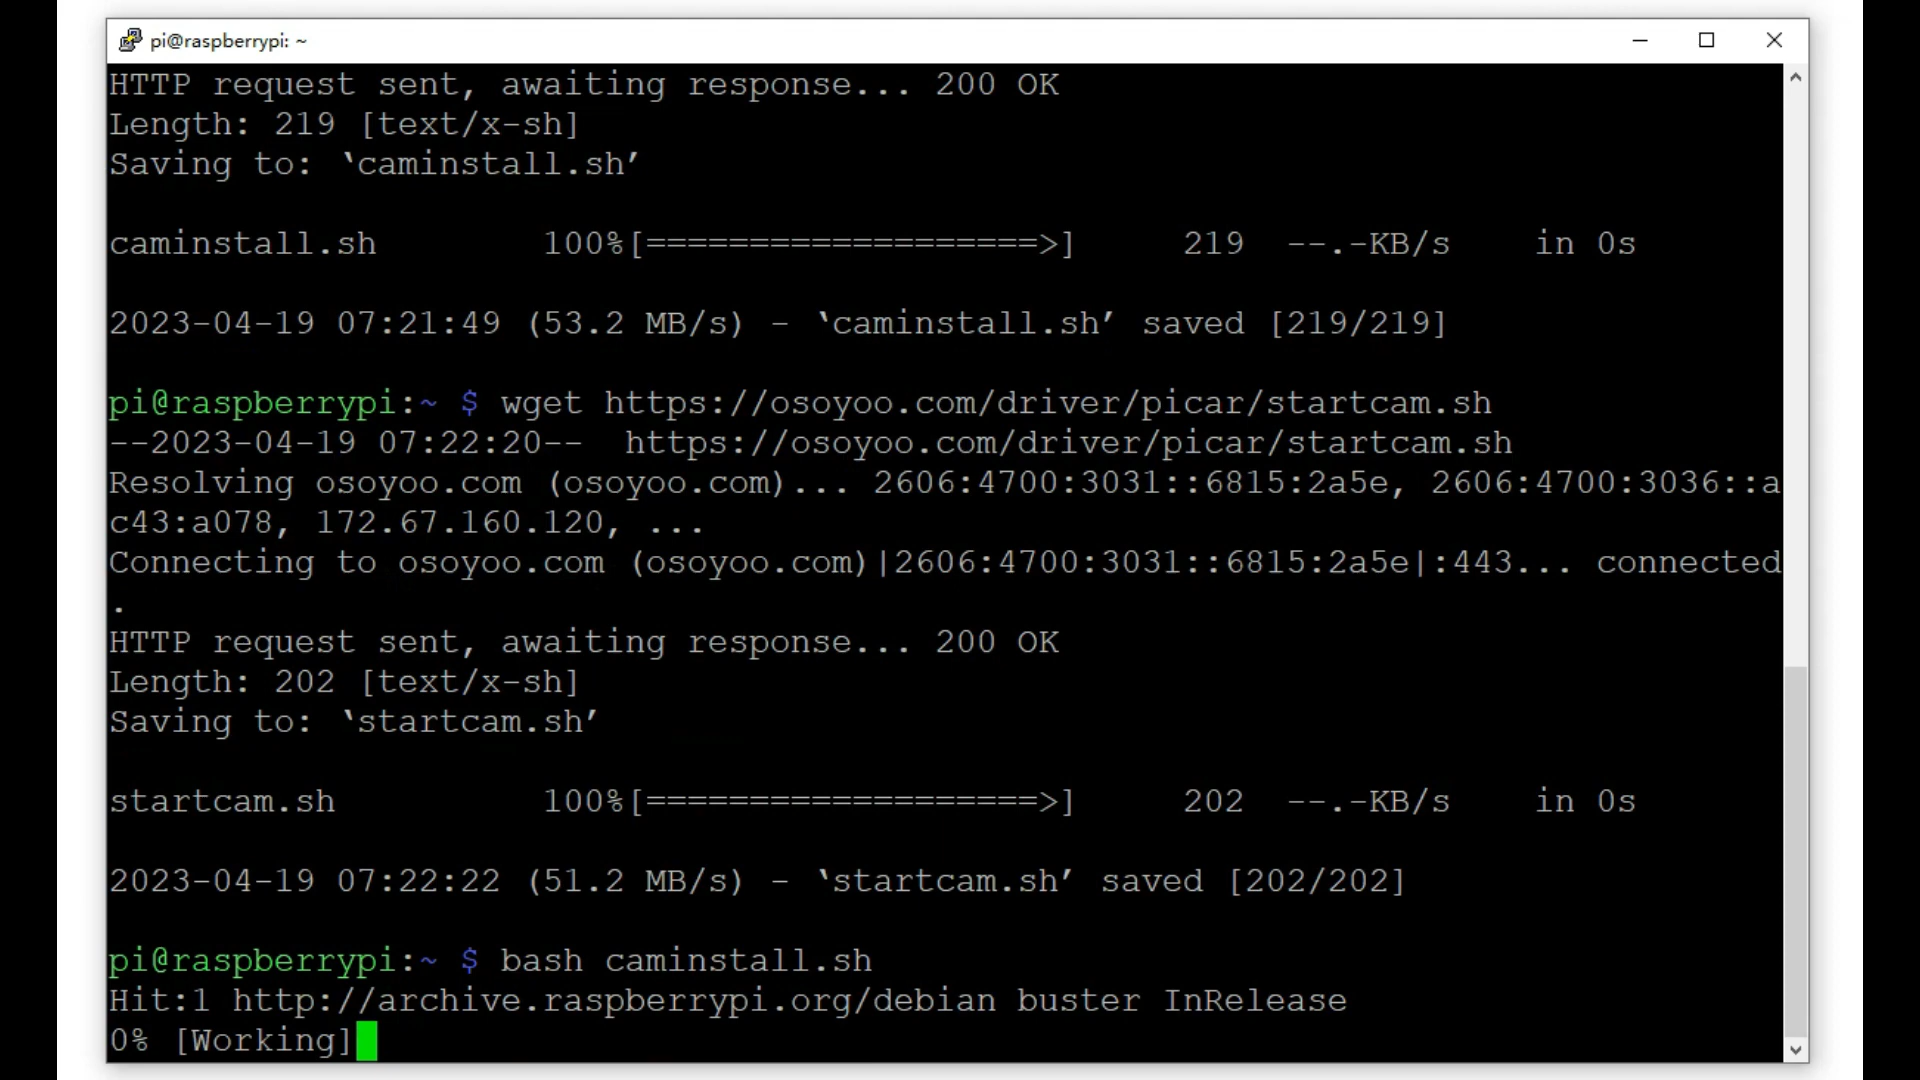 pi@raspberrypi: ~
HTTP request sent, awaiting response... 200 OK
Length: 219 [text/x-sh]
Saving to: ‘caminstall.sh’
caminstall.sh 100%[===================>] 219 --.-KB/s in 0s
2023-04-19 07:21:49 (53.2 MB/s) - ‘caminstall.sh’ saved [219/219]
pi@raspberrypi:~ $ wget https://osoyoo.com/driver/picar/startcam.sh
--2023-04-19 07:22:20-- https://osoyoo.com/driver/picar/startcam.sh
Resolving osoyoo.com (osoyoo.com)... 2606:4700:3031::6815:2a5e, 2606:4700:3036::a
c43:a078, 172.67.160.120, ...
Connecting to osoyoo.com (osoyoo.com)|2606:4700:3031::6815:2a5e|:443... connected
.
HTTP request sent, awaiting response... 200 OK
Length: 202 [text/x-sh]
Saving to: ‘startcam.sh’
startcam.sh 100%[===================>] 202 --.-KB/s in 0s
2023-04-19 07:22:22 (51.2 MB/s) - ‘startcam.sh’ saved [202/202]
pi@raspberrypi:~ $ bash caminstall.sh
Hit:1 http://archive.raspberrypi.org/debian buster InRelease
0% [Working]